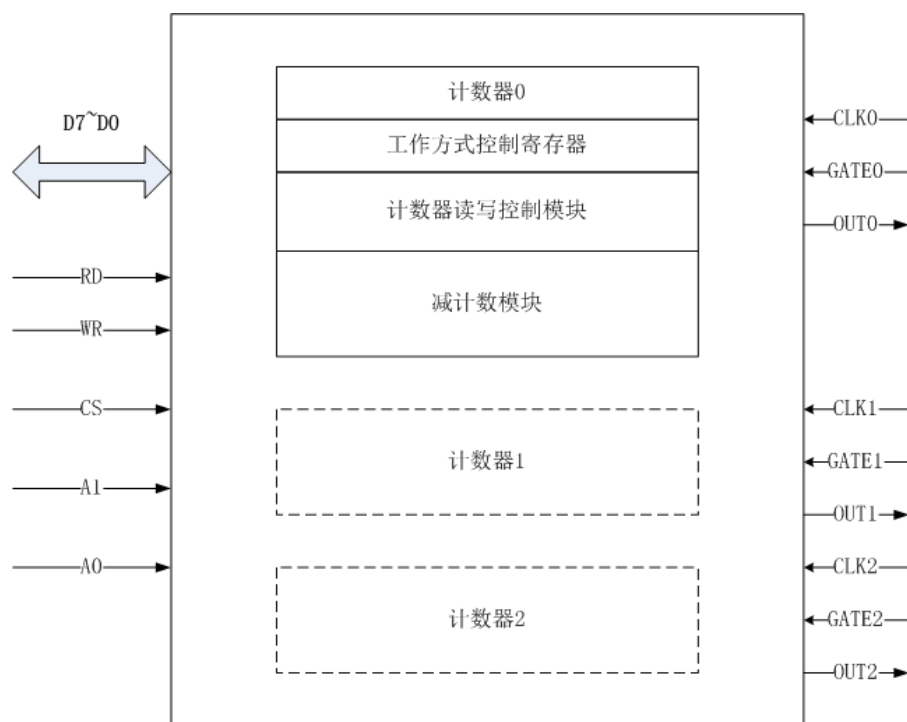 计数器0
D7~D0
CLK0
工作方式控制寄存器
GATE0
计数器读写控制模块
OUT0
RD
减计数模块
WR
CS
CLK1
计数器1
GATE1
A1
OUT1
A0
CLK2
计数器2
GATE2
OUT2